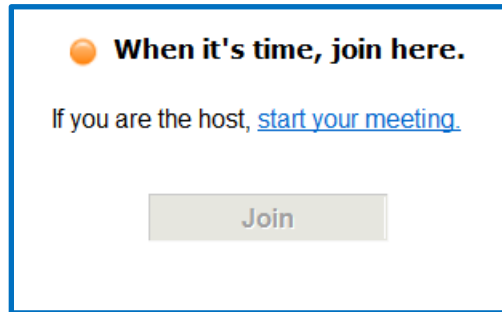 When it's time, join here.
If you are the host, start your meeting.
Join